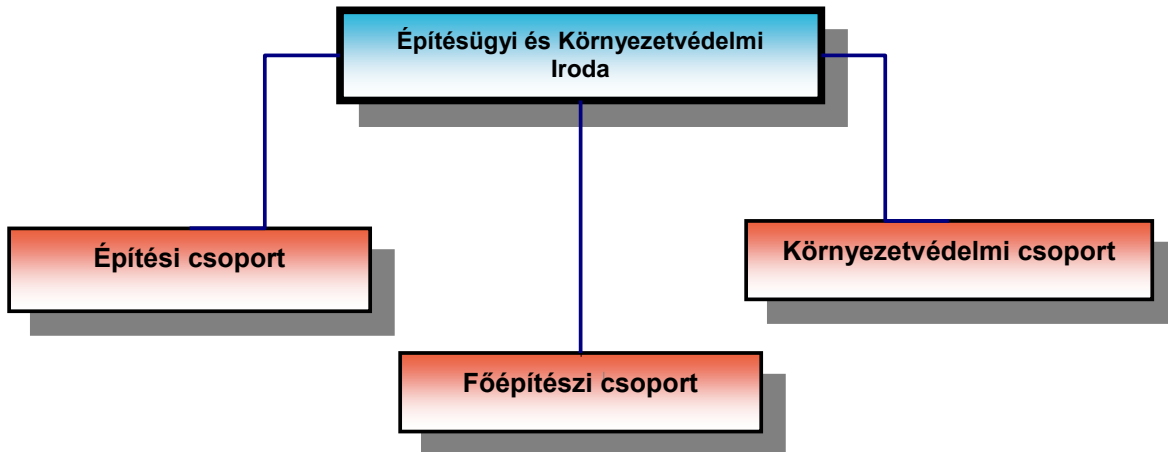 Építésügyi és Környezetvédelmi
Iroda
Építési csoport
Környezetvédelmi csoport
Főépítészi csoport